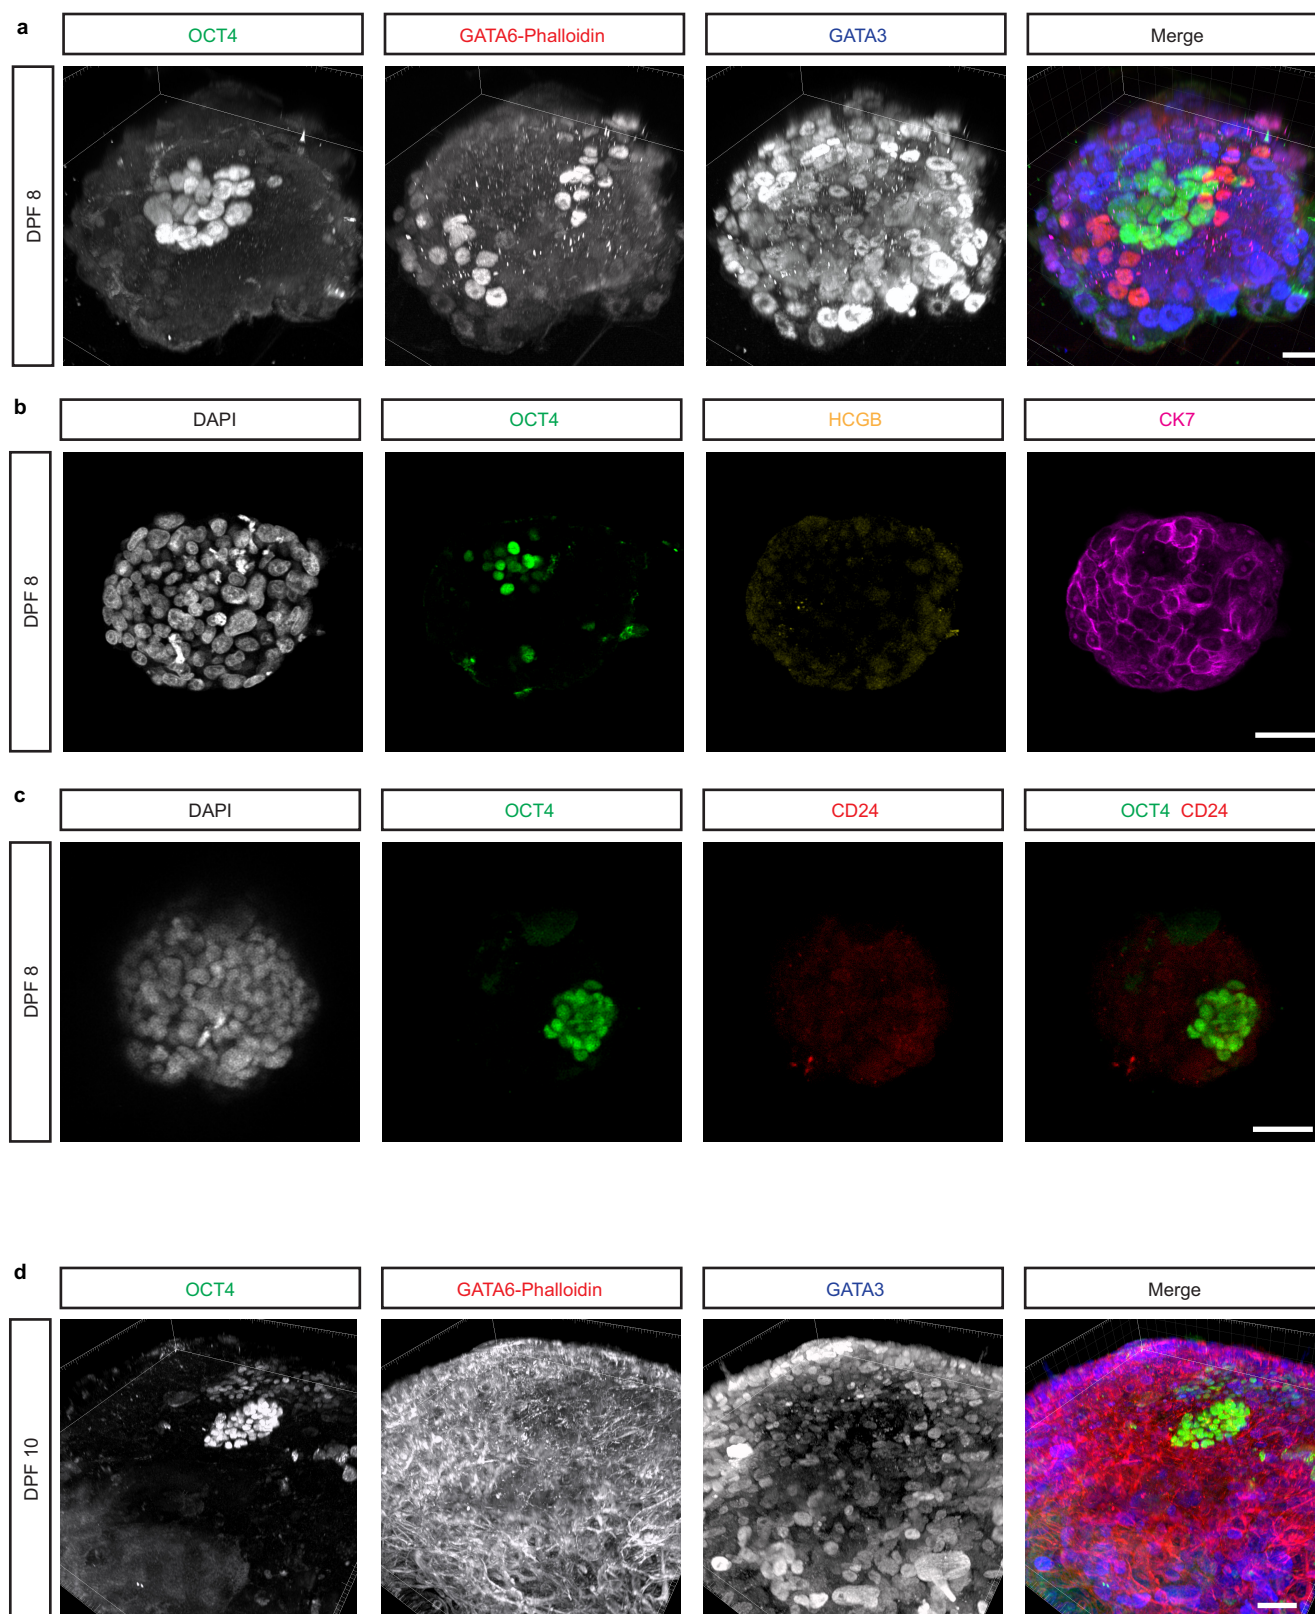 a
OCT4
GATA6-Phalloidin
GATA3
Merge
DPF 8
b
DAPI
OCT4
HCGB
CK7
DPF 8
c
DAPI
OCT4
CD24
OCT4 CD24
DPF 8
d
OCT4
GATA6-Phalloidin
GATA3
Merge
DPF 10